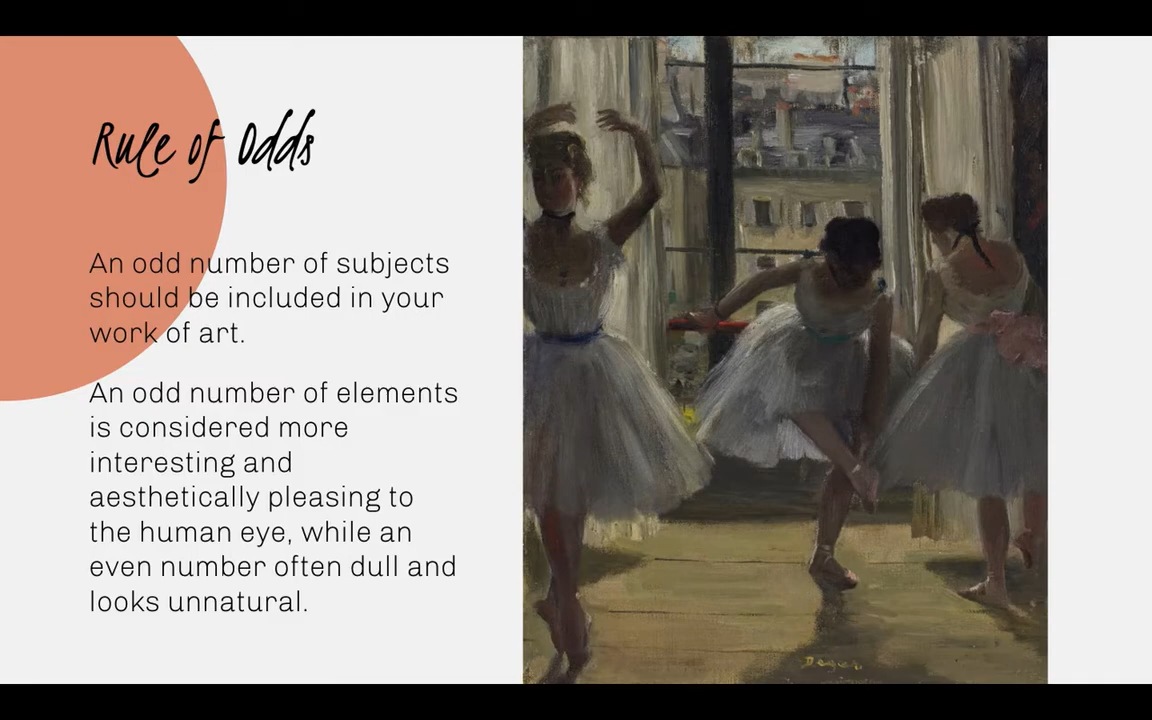 Rule of Odds
An odd number of subjects
should be included in your
work of art.
An odd number of elements
is considered more
interesting and
aesthetically pleasing to
the human eye, while an
even number often dull and
looks unnatural.
Degas